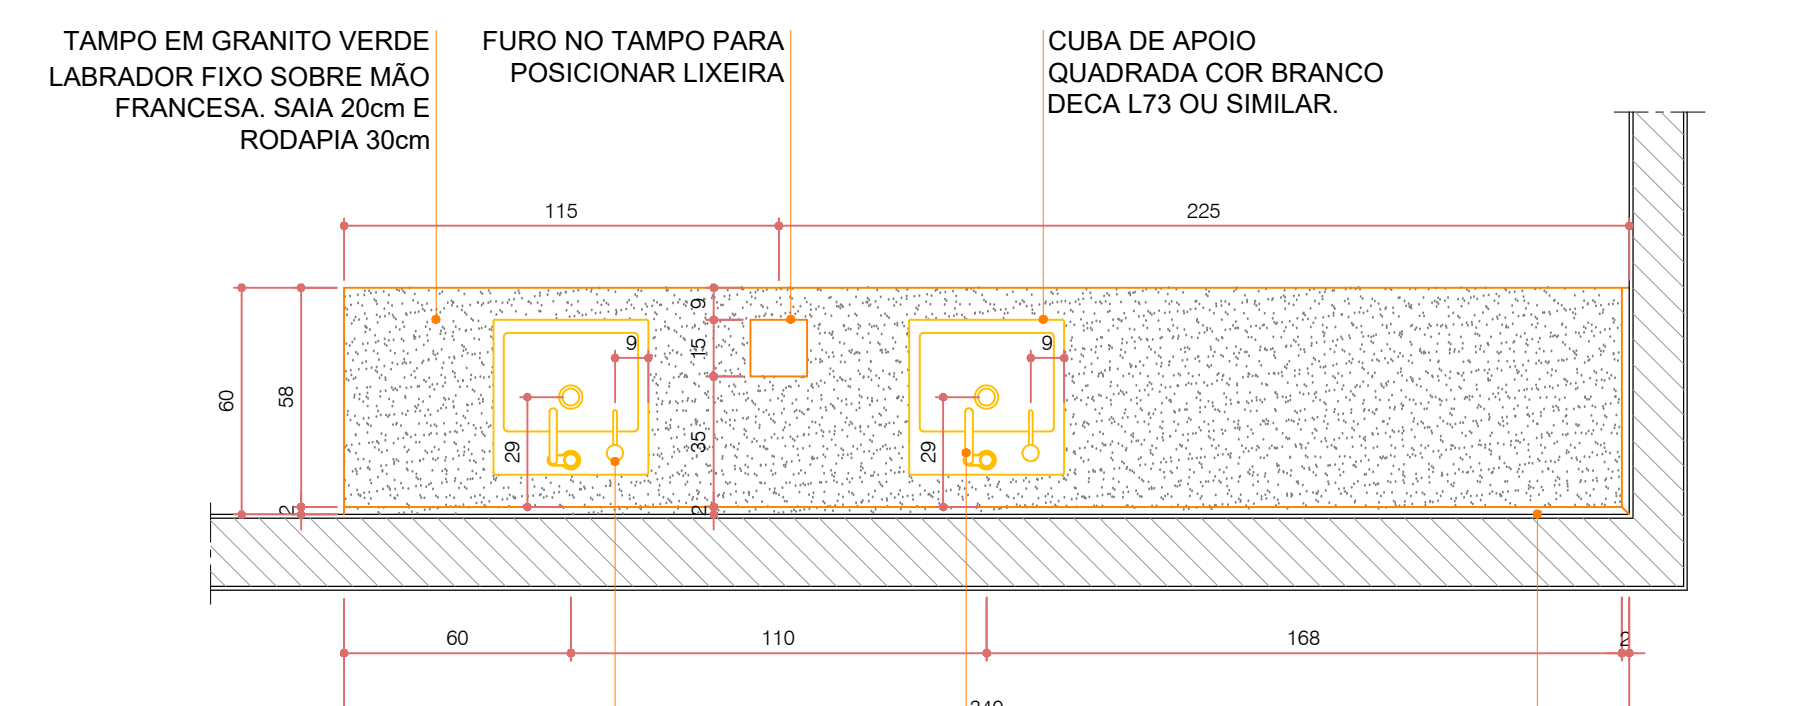 TAMPO EM GRANITO VERDE
LABRADOR FIXO SOBRE MÃO
FRANCESA. SAIA 20cm E
RODAPIA 30cm
FURO NO TAMPO PARA
POSICIONAR LIXEIRA
CUBA DE APOIO
QUADRADA COR BRANCO
DECA L73 OU SIMILAR.
115
225
60
58
2
9
15
35
2
9
29
9
29
60
110
168
2
340